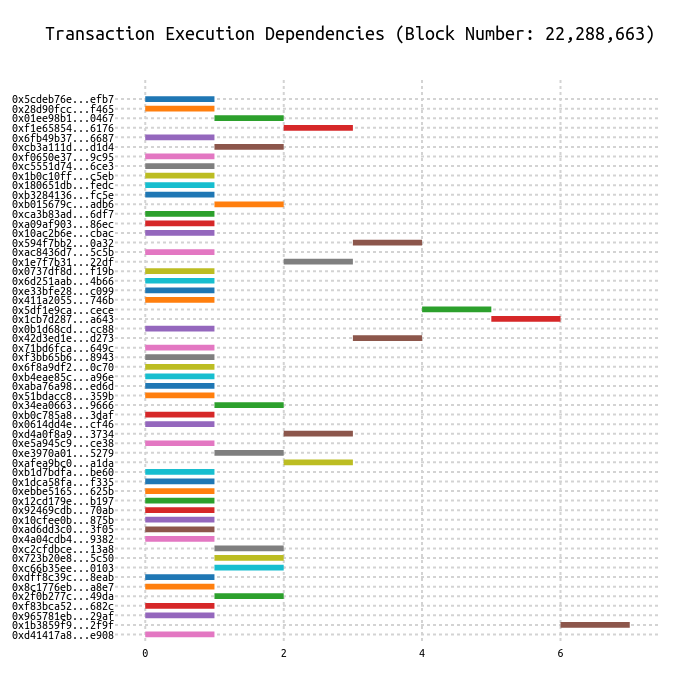 Transaction Execution Dependencies (Block Number: 22,288,663)
0x5cdeb76e...efb7
0x28d90fcc...f465
0x01ee98b1...0467
0xf1e65854...6176
0x6fb49b37...6687
0xcb3a111d...d1d4
0xf0650e37...9c95
0xc5551d74...6ce3
0x1b0c10ff...c5eb
0x180651db...fedc
0xb3284136...fc5e
0xb015679c...adb6
0xca3b83ad...6df7
0xa09af903...86ec
0x10ac2b6e...cbac
0x594f7bb2...0a32
0xac8436d7...5c5b
0x1e7f7b31...22df
0x0737df8d...f19b
0x6d251aab...4b66
0xe33bfe28...c099
0x411a2055...746b
0x5df1e9ca...cece
0x1cb7d287...a643
0x0b1d68cd...cc88
0x42d3ed1e...d273
0x71bd6fca...649c
0xf3bb65b6...8943
0x6f8a9df2...0c70
0xb4eae85c...a96e
0xaba76a98...ed6d
0x51bdacc8...359b
0x34ea0663...9666
0xb0c785a8...3daf
0x0614dd4e...cf46
0xd4a0f8a9...3734
0xe5a945c9...ce38
0xe3970a01...5279
0xafea9bc0...a1da
0xb1d7bdfa...be60
0x1dca58fa...f335
0xebbe5165...625b
0x12cd179e...b197
0x92469cdb...70ab
0x10cfee0b...875b
0xad6dd3c0...3f05
0x4a04cdb4...9382
0xc2cfdbce...13a8
0x723b20e8...5c50
0xc66b35ee...0103
0xdff8c39c...8eab
0x8c1776eb...a8e7
0x2f0b277c...49da
0xf83bca52...682c
0x965781eb...29af
0x1b3859f9...2f9f
0xd41417a8...e908
0 2 4 6